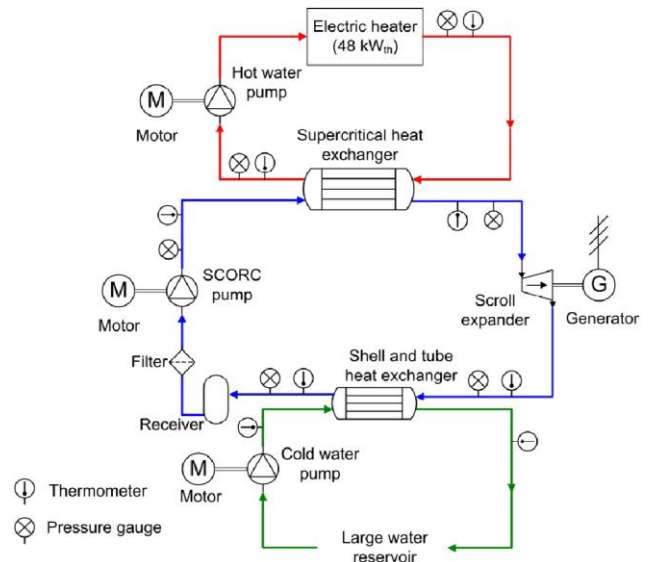 Electric heater
(48 kWth)
Hot water
pump
M
Motor
Supercritical heat
exchanger
SCORC
pump
M
Motor
Scroll
expander
G
Generator
Filter
Shell and tube
heat exchanger
Receiver
Cold water
pump
M
Motor
Thermometer
Pressure gauge
Large water
reservoir